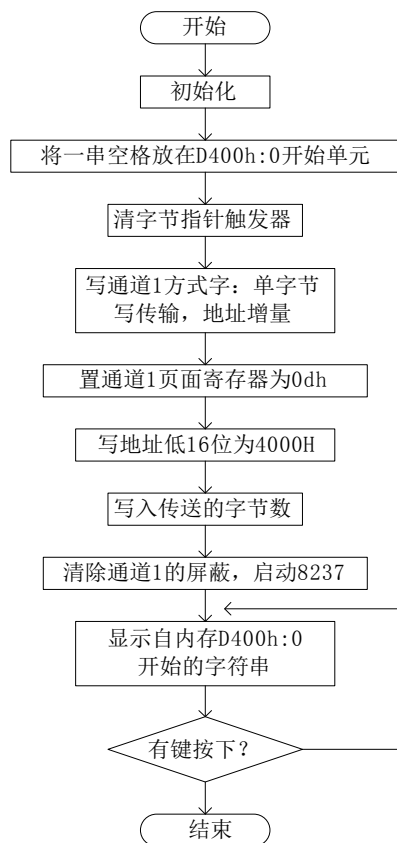 开始
初始化
将一串空格放在D400h:0开始单元
清字节指针触发器
写通道1方式字：单字节
写传输，地址增量
置通道1页面寄存器为0dh
写地址低16位为4000H
写入传送的字节数
清除通道1的屏蔽，启动8237
显示自内存D400h:0
开始的字符串
有键按下？
结束